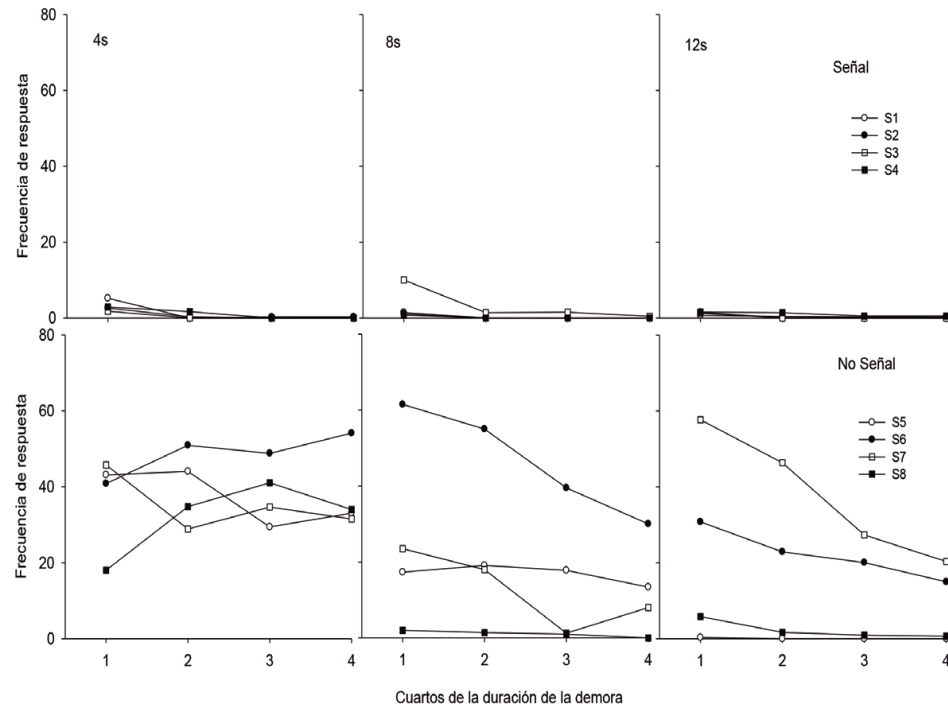 80
60
40
20
0
Frecuencia de respuesta
4s
8s
12s
Señal
S1
S2
S3
S4
80
60
40
20
0
Frecuencia de respuesta
No Señal
S5
S6
S7
S8
1 2 3 4
1 2 3 4
1 2 3 4
Cuartos de la duración de la demora